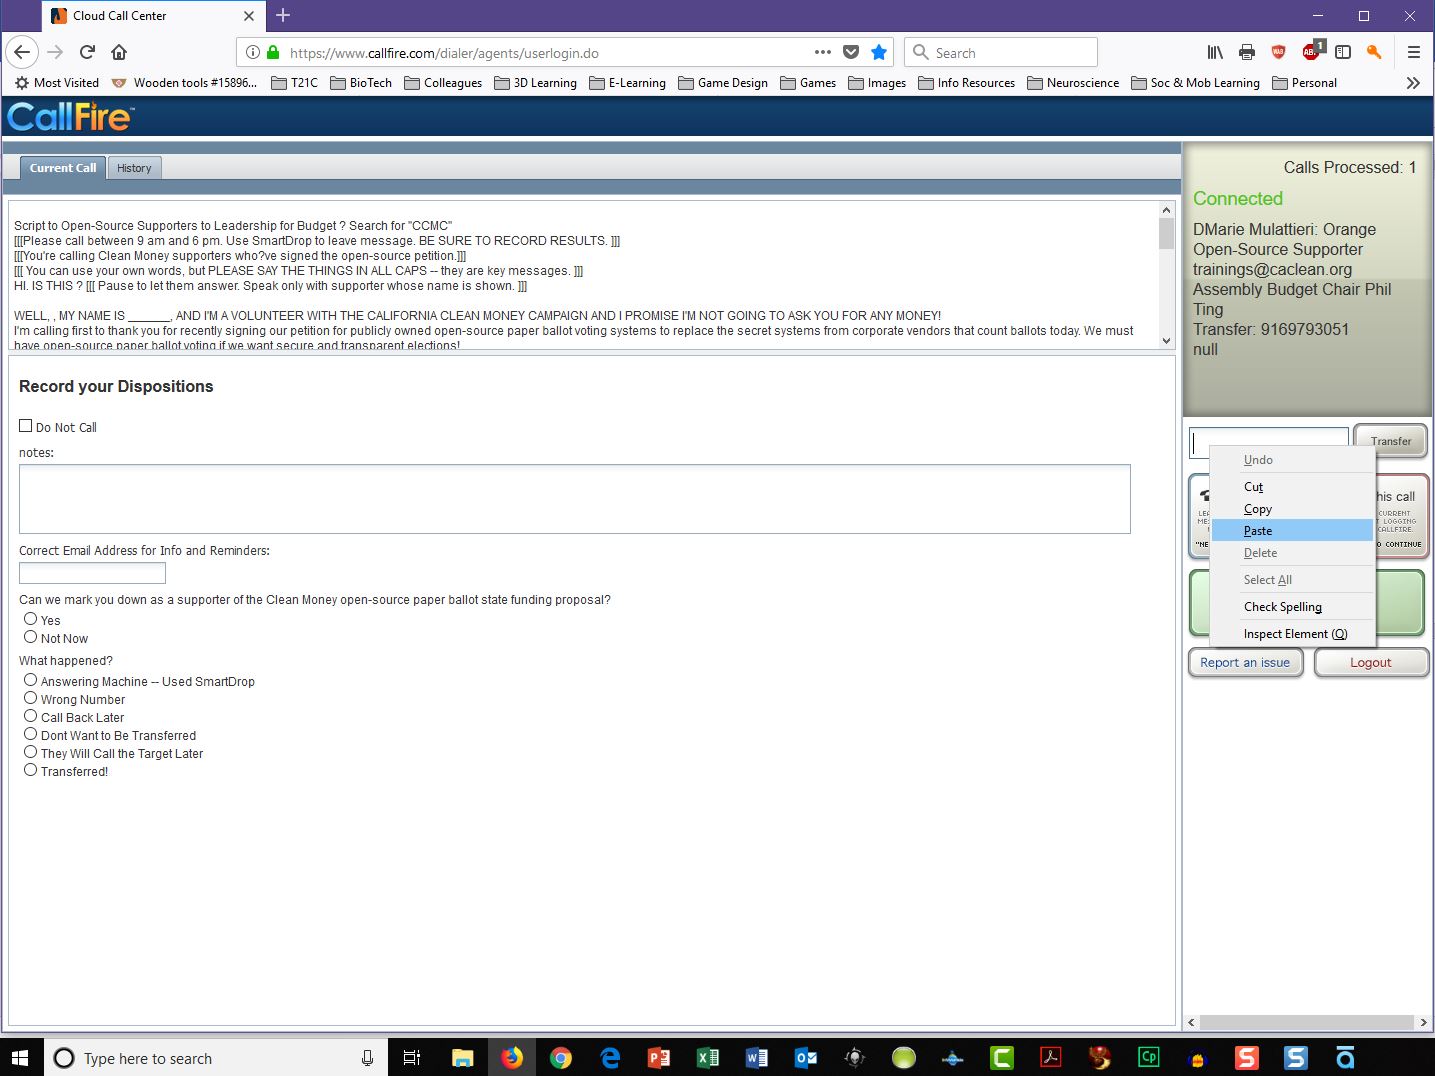 Cloud Call Center
https://www.callfire.com/dialer/agents/userlogin.do
Search
ABP
1
Most Visited
Wooden tools #15896...
T21C
BioTech
Colleagues
3D Learning
E-Learning
Game Design
Games
Images
Info Resources
Neuroscience
Soc & Mob Learning
Personal
CallFire™
Current Call
History
Script to Open-Source Supporters to Leadership for Budget ? Search for "CCMC"
[[[Please call between 9 am and 6 pm. Use SmartDrop to leave message. BE SURE TO RECORD RESULTS. ]]]
[[[You're calling Clean Money supporters who?ve signed the open-source petition.]]]
[[[ You can use your own words, but PLEASE SAY THE THINGS IN ALL CAPS -- they are key messages. ]]]
HI. IS THIS ? [[[ Pause to let them answer. Speak only with supporter whose name is shown. ]]]
WELL, , MY NAME IS ______, AND I'M A VOLUNTEER WITH THE CALIFORNIA CLEAN MONEY CAMPAIGN AND I PROMISE I'M NOT GOING TO ASK YOU FOR ANY MONEY!
I'm calling first to thank you for recently signing our petition for publicly owned open-source paper ballot voting systems to replace the secret systems from corporate vendors that count ballots today. We must
have open-source paper ballot voting if we want secure and transparent elections!
Record your Dispositions
Do Not Call
notes:
Correct Email Address for Info and Reminders:
Can we mark you down as a supporter of the Clean Money open-source paper ballot state funding proposal?
Yes
Not Now
What happened?
Answering Machine -- Used SmartDrop
Wrong Number
Call Back Later
Dont Want to Be Transferred
They Will Call the Target Later
Transferred!
Calls Processed: 1
Connected
DMarie Mulattieri: Orange
Open-Source Supporter
trainings@caclean.org
Assembly Budget Chair Phil
Ting
Transfer: 9169793051
null
Transfer
Undo
Cut
Copy
Paste
Delete
Select All
Check Spelling
Inspect Element (Q)
his call
CURRENT
LOGGING
CALLFIRE
O CONTINUE
LEA
MES
"NE
Report an issue
Logout
Type here to search